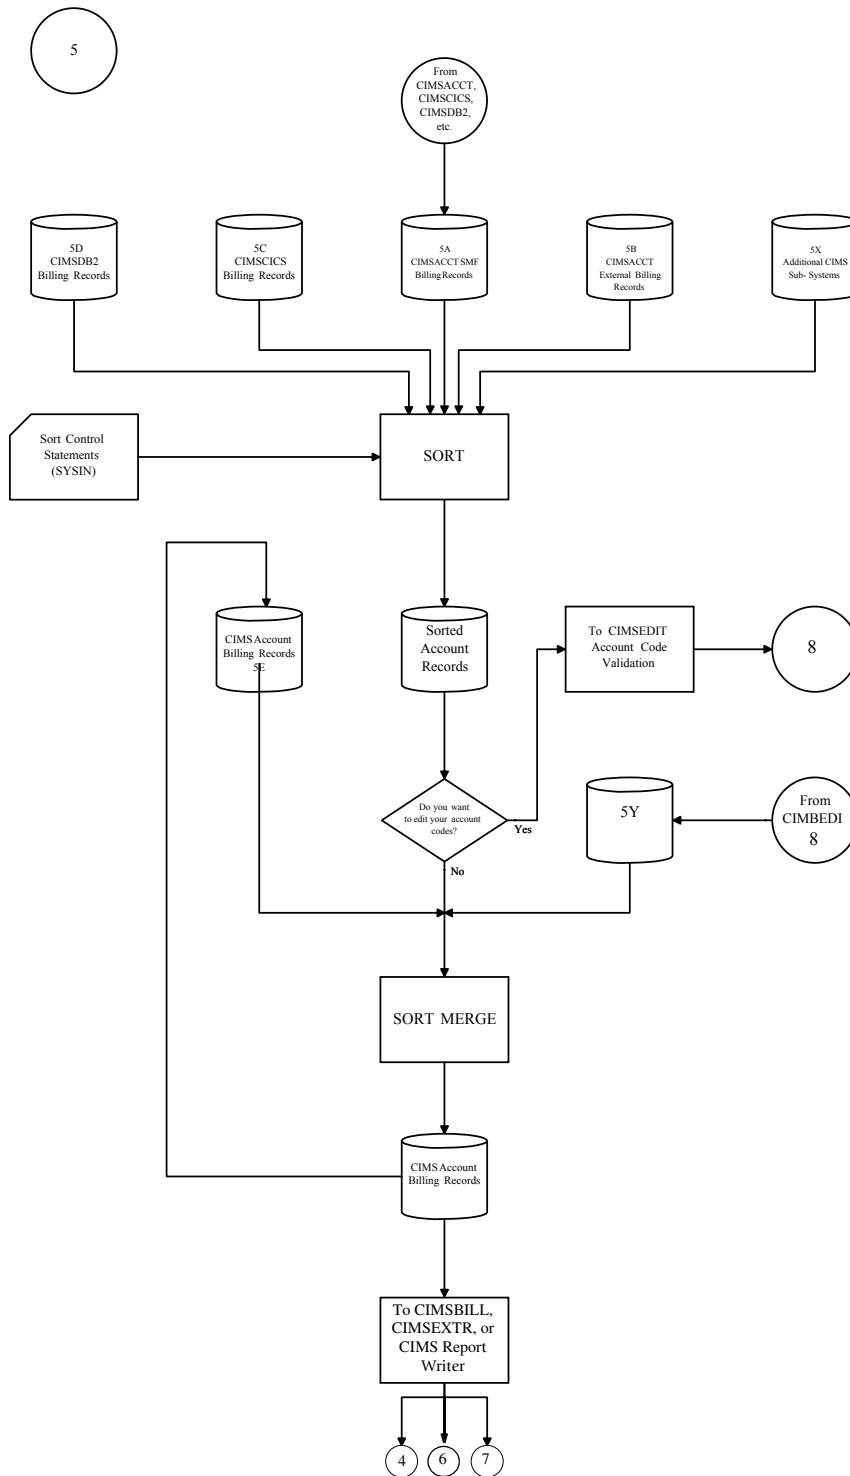 5
From
CIMSACCT,
CIMSCICS,
CIMSDB2,
etc.
5D
CIMSDB2
Billing Records
5C
CIMSCICS
Billing Records
5A
CIMSACCT SMF
Billing Records
5B
CIMSACCT
External Billing
Records
5X
Additional CIMS
Sub- Systems
Sort Control
Statements
(SYSIN)
SORT
CIMS Account
Billing Records
5E
Sorted
Account
Records
To CIMSEDIT
Account Code
Validation
8
Do you want
to edit your account
codes?
Yes
No
5Y
From
CIMBEDI
8
SORT MERGE
CIMS Account
Billing Records
To CIMSBILL,
CIMSEXTR, or
CIMS Report
Writer
4
6
7